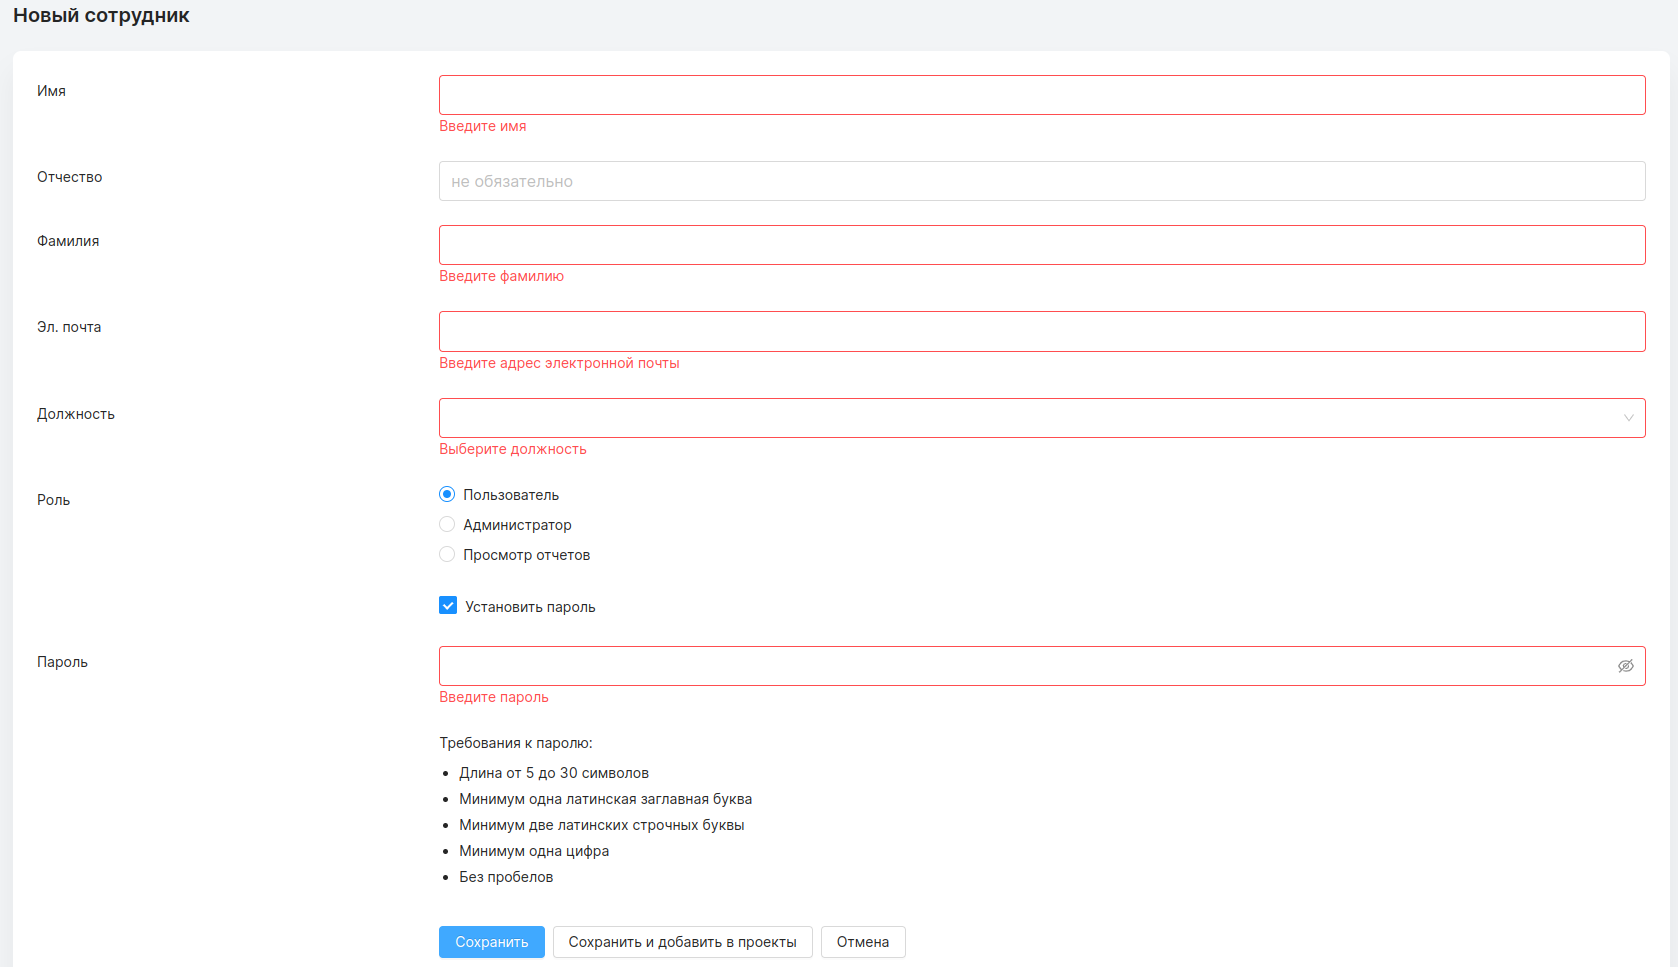 Новый сотрудник
Имя
Введите имя
Отчество
не обязательно
Фамилия
Введите фамилию
Эл. почта
Введите адрес электронной почты
Должность
Выберите должность
Роль
Пользователь
Администратор
Просмотр отчетов
Установить пароль
Пароль
Введите пароль
Требования к паролю:
Длина от 5 до 30 символов
Минимум одна латинская заглавная буква
Минимум две латинских строчных буквы
Минимум одна цифра
Без пробелов
Сохранить Сохранить и добавить в проекты Отмена